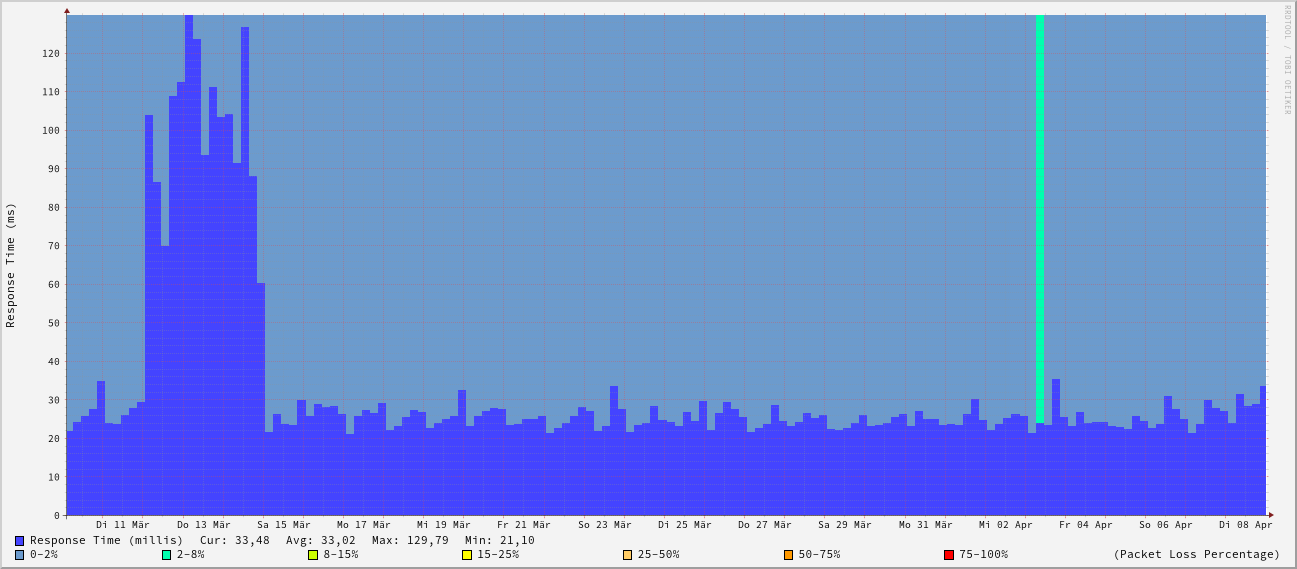 RRDTOOL / TOBI OETIKER
Response Time (ms)
120
110
100
90
80
70
60
50
40
30
20
10
0
Di 11 Mär Do 13 Mär Sa 15 Mär Mo 17 Mär Mi 19 Mär Fr 21 Mär So 23 Mär Di 25 Mär Do 27 Mär Sa 29 Mär Mo 31 Mär Mi 02 Apr Fr 04 Apr So 06 Apr Di 08 Apr
Response Time (millis) Cur: 33,48 Avg: 33,02 Max: 129,79 Min: 21,10
0-2% 2-8% 8-15% 15-25% 25-50% 50-75% 75-100% (Packet Loss Percentage)